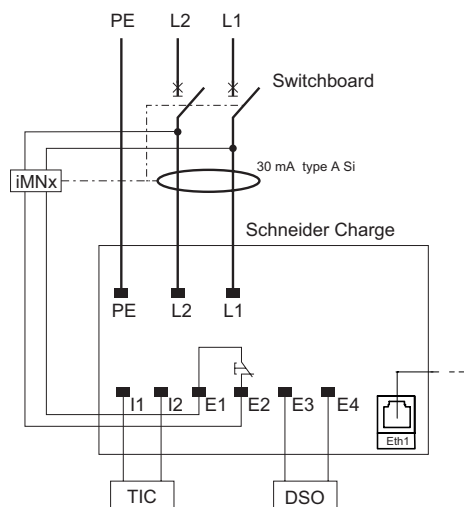 PE L2 L1
Switchboard
30 mA type A Si
iMNx
Schneider Charge
PE L2 L1
I1 I2 E1 E2 E3 E4
Eth1
TIC DSO